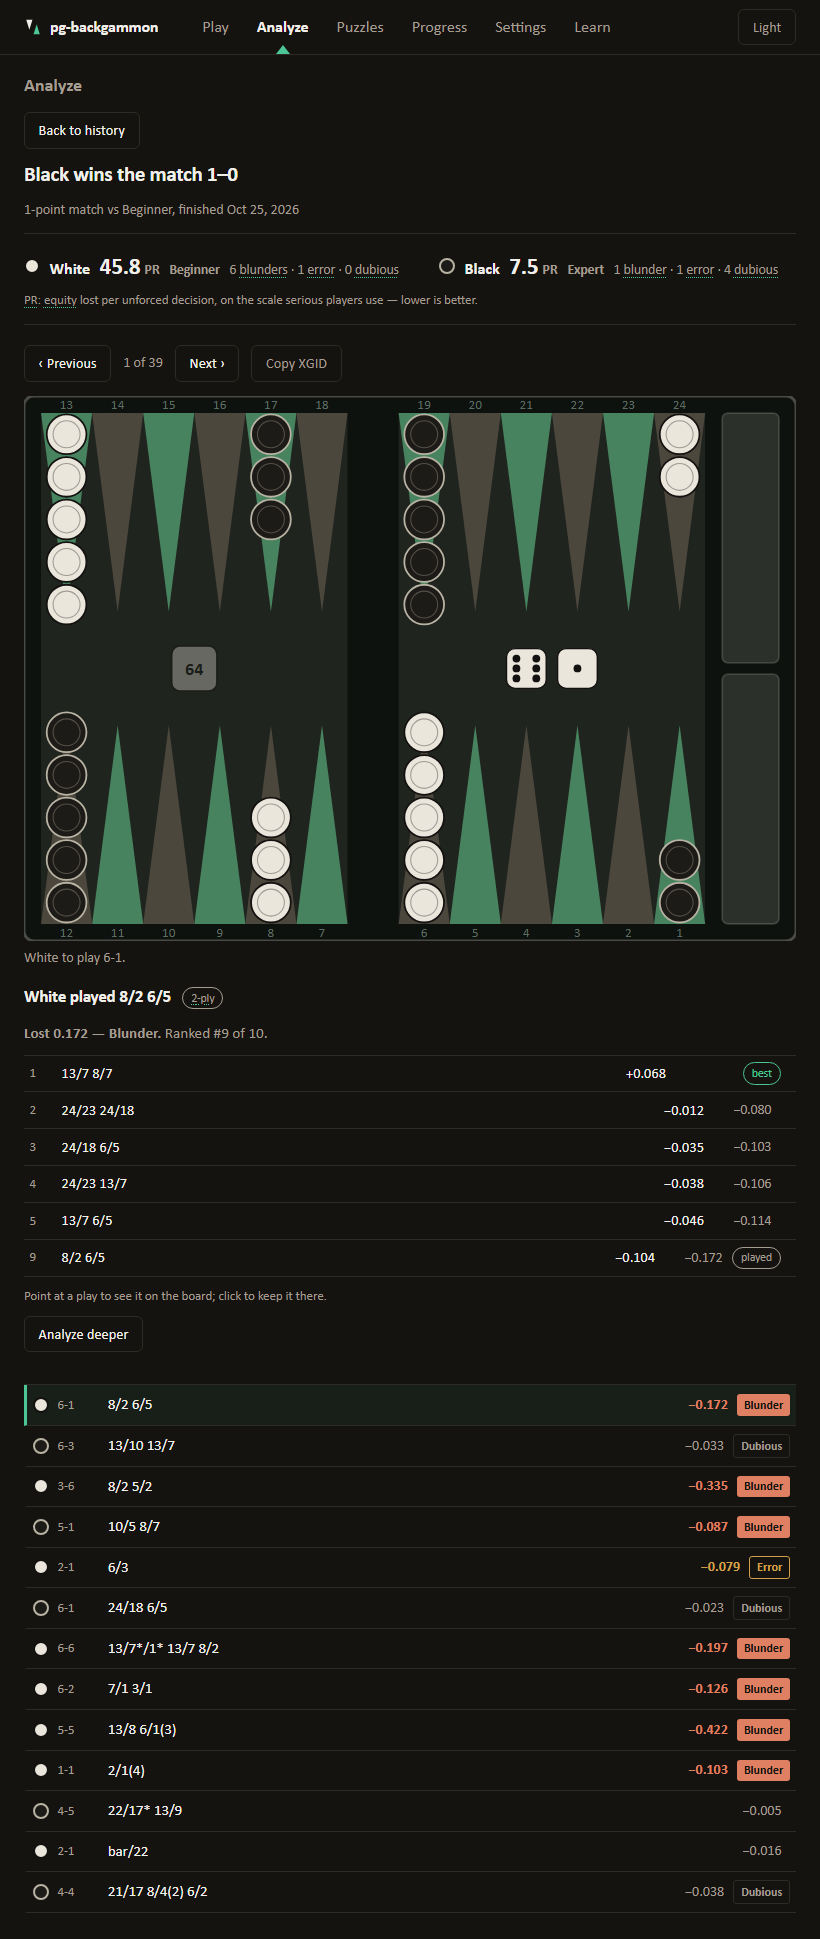 pg-backgammon Play Analyze Puzzles Progress Settings Learn Light
Analyze
Back to history
Black wins the match 1–0
1-point match vs Beginner, finished Oct 25, 2026
White 45.8 PR Beginner 6 blunders · 1 error · 0 dubious Black 7.5 PR Expert 1 blunder · 1 error · 4 dubious
PR: equity lost per unforced decision, on the scale serious players use — lower is better.
‹ Previous 1 of 39 Next › Copy XGID
13 14 15 16 17 18 19 20 21 22 23 24
64
12 11 10 9 8 7 6 5 4 3 2 1
White to play 6-1.
White played 8/2 6/5 2-ply
Lost 0.172 — Blunder. Ranked #9 of 10.
1 13/7 8/7 +0.068 best
2 24/23 24/18 −0.012 −0.080
3 24/18 6/5 −0.035 −0.103
4 24/23 13/7 −0.038 −0.106
5 13/7 6/5 −0.046 −0.114
9 8/2 6/5 −0.104 −0.172 played
Point at a play to see it on the board; click to keep it there.
Analyze deeper
6-1 8/2 6/5 −0.172 Blunder
6-3 13/10 13/7 −0.033 Dubious
3-6 8/2 5/2 −0.335 Blunder
5-1 10/5 8/7 −0.087 Blunder
2-1 6/3 −0.079 Error
6-1 24/18 6/5 −0.023 Dubious
6-6 13/7*/1* 13/7 8/2 −0.197 Blunder
6-2 7/1 3/1 −0.126 Blunder
5-5 13/8 6/1(3) −0.422 Blunder
1-1 2/1(4) −0.103 Blunder
4-5 22/17* 13/9 −0.005
2-1 bar/22 −0.016
4-4 21/17 8/4(2) 6/2 −0.038 Dubious